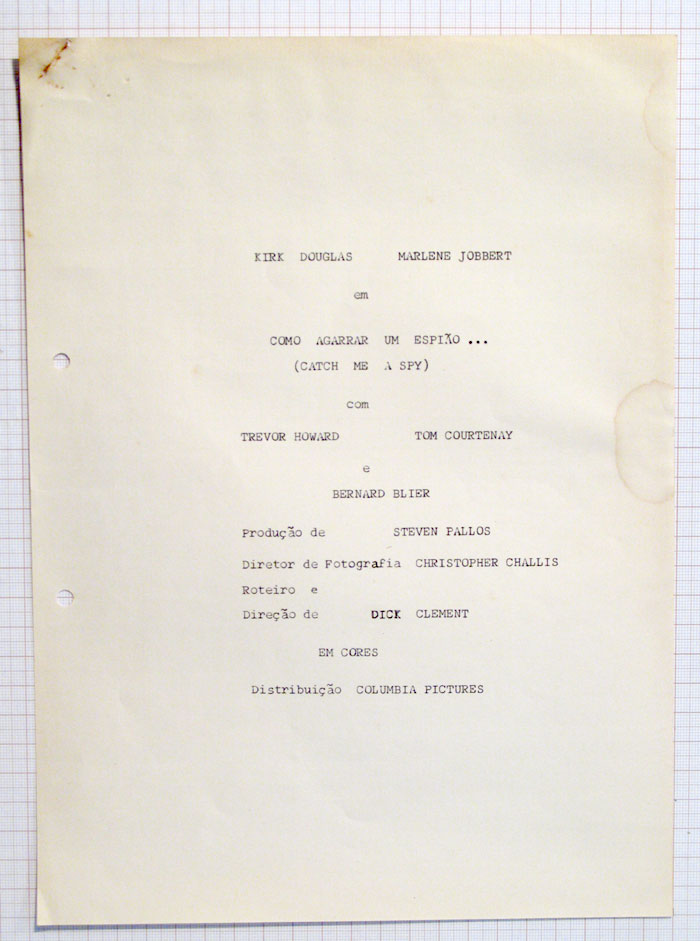 KIRK DOUGLAS MARLENE JOBBERT
em
COMO AGARRAR UM ESPIÃO ...
(CATCH ME A SPY)
com
TREVOR HOWARD TOM COURTENAY
e
BERNARD BLIER
Produção de STEVEN PALLOS
Diretor de Fotografia CHRISTOPHER CHALLIS
Roteiro e
Direção de DICK CLEMENT
EM CORES
Distribuição COLUMBIA PICTURES